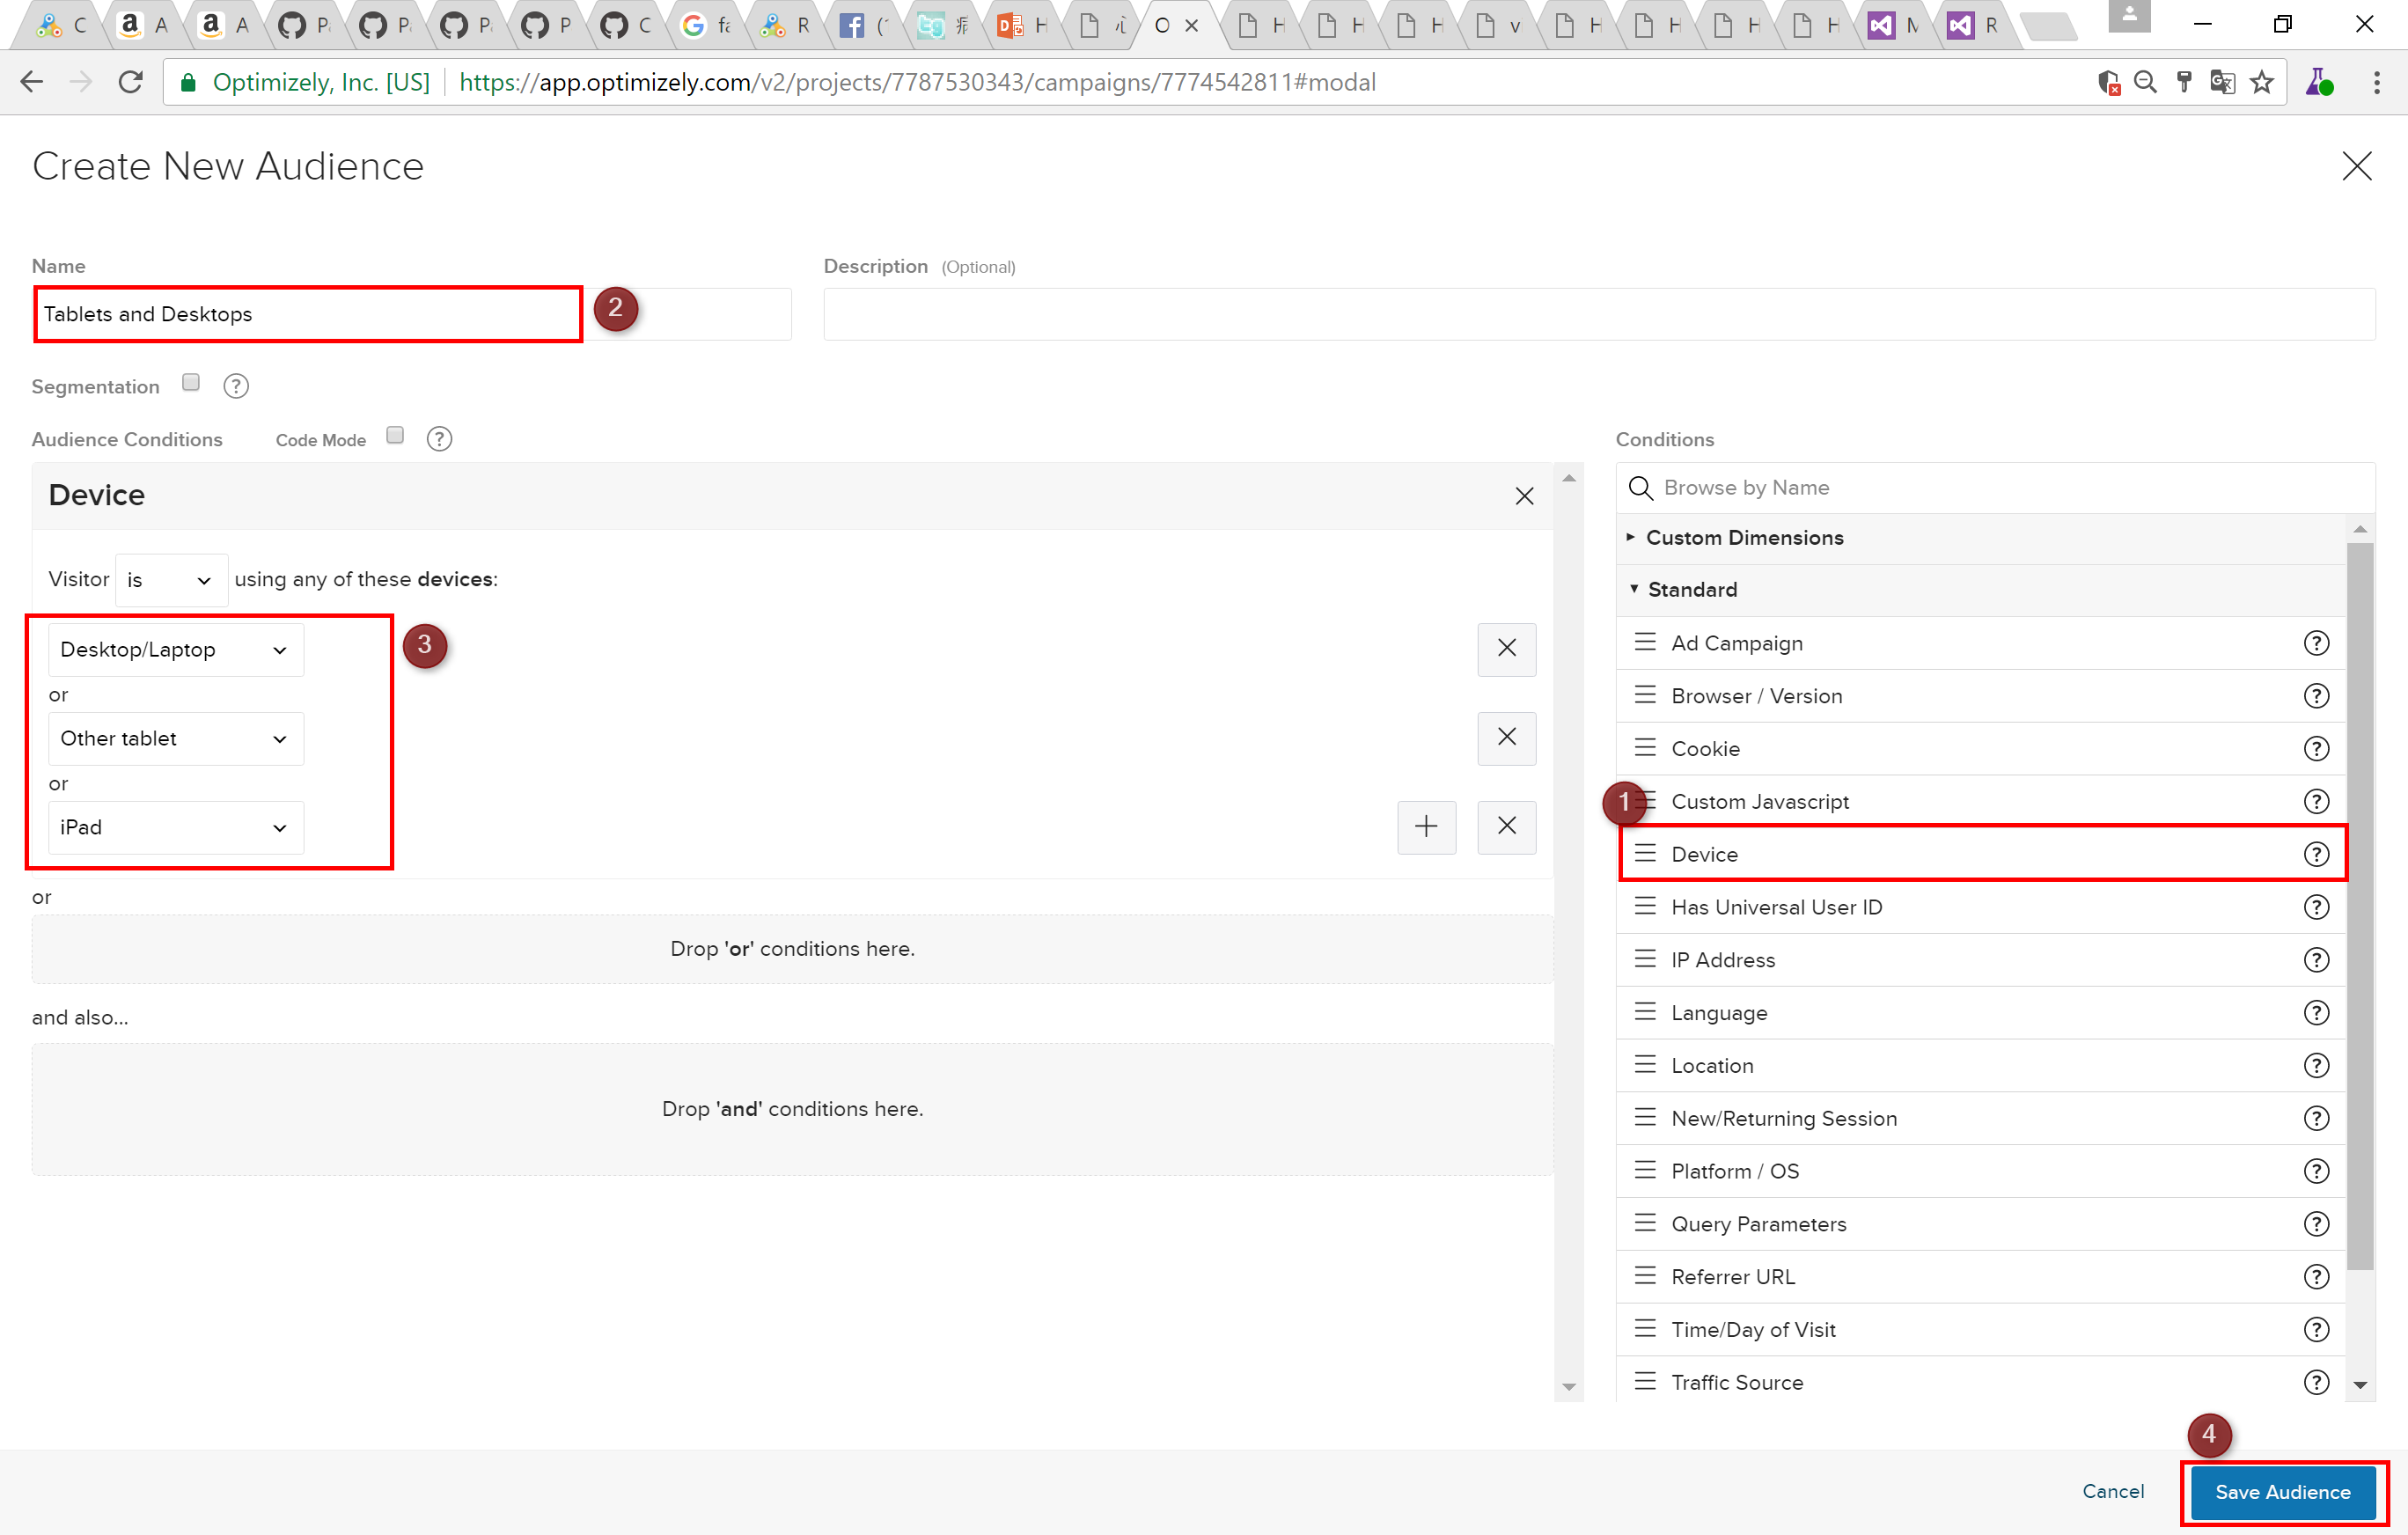 C A A P P P P C fa R ( 病 H 心 O H H H v H H H H M R
Optimizely, Inc. [US] https://app.optimizely.com/v2/projects/7787530343/campaigns/7774542811#modal
Create New Audience
Name Description (Optional)
Tablets and Desktops 2
Segmentation ?
Audience Conditions Code Mode ? Conditions
Device
Browse by Name
Custom Dimensions
Visitor is using any of these devices:
Standard
Desktop/Laptop 3
Ad Campaign ?
or
Browser / Version ?
Other tablet
Cookie ?
or
1 Custom Javascript ?
iPad
Device ?
or
Has Universal User ID ?
Drop 'or' conditions here.
IP Address ?
and also...
Language ?
Location ?
Drop 'and' conditions here.
New/Returning Session ?
Platform / OS ?
Query Parameters ?
Referrer URL ?
Time/Day of Visit ?
Traffic Source ?
4
Cancel Save Audience